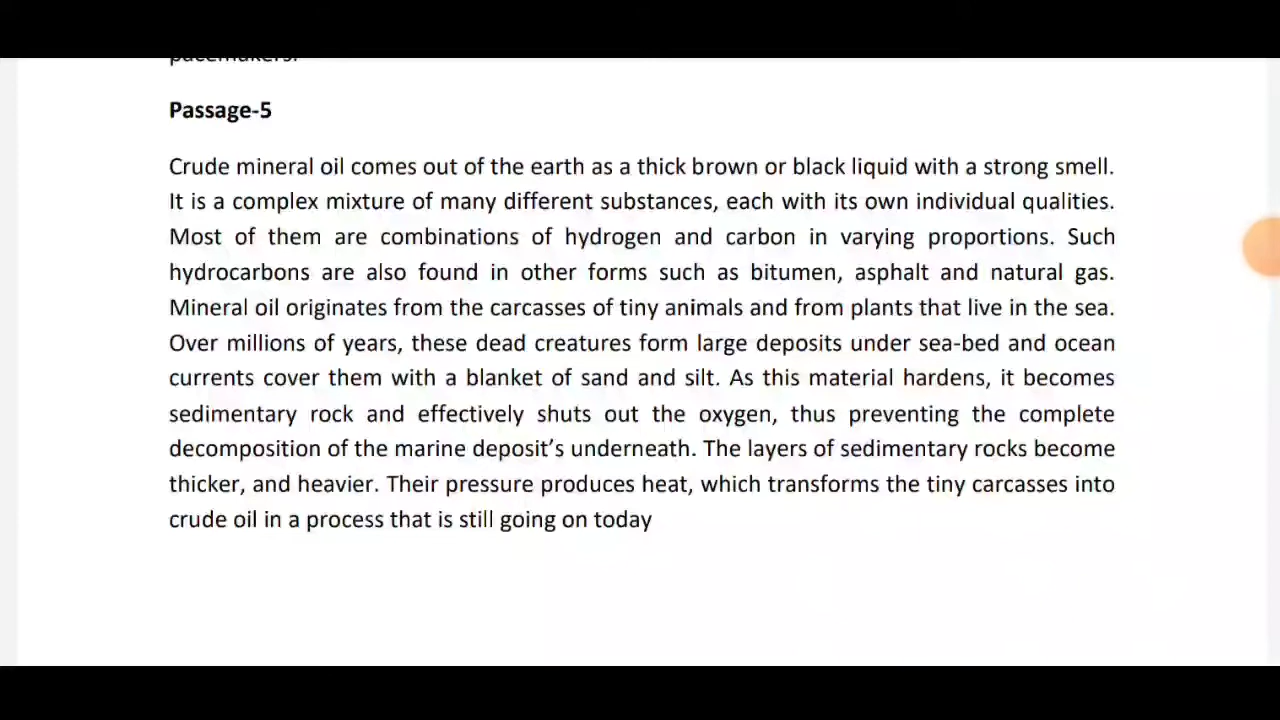 pacemakers.
Passage-5
Crude mineral oil comes out of the earth as a thick brown or black liquid with a strong smell.
It is a complex mixture of many different substances, each with its own individual qualities.
Most of them are combinations of hydrogen and carbon in varying proportions. Such
hydrocarbons are also found in other forms such as bitumen, asphalt and natural gas.
Mineral oil originates from the carcasses of tiny animals and from plants that live in the sea.
Over millions of years, these dead creatures form large deposits under sea-bed and ocean
currents cover them with a blanket of sand and silt. As this material hardens, it becomes
sedimentary rock and effectively shuts out the oxygen, thus preventing the complete
decomposition of the marine deposit’s underneath. The layers of sedimentary rocks become
thicker, and heavier. Their pressure produces heat, which transforms the tiny carcasses into
crude oil in a process that is still going on today